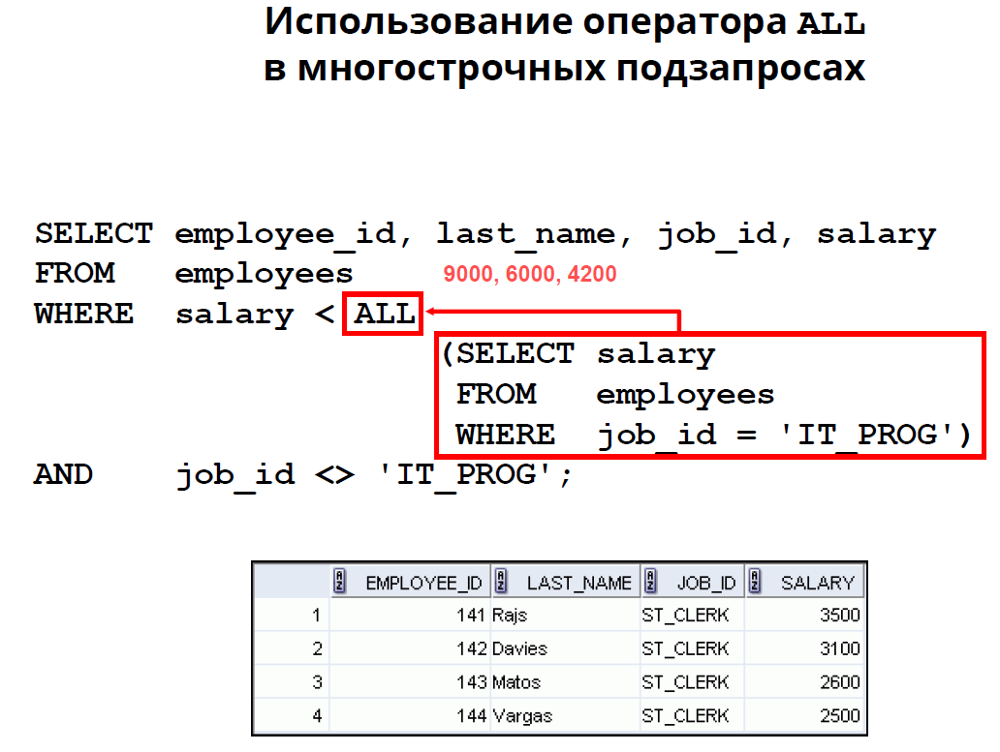 Использование оператора ALL
в многострочных подзапросах
SELECT employee_id, last_name, job_id, salary
FROM employees 9000, 6000, 4200
WHERE salary < ALL
(SELECT salary
FROM employees
WHERE job_id = 'IT_PROG')
AND job_id <> 'IT_PROG';
EMPLOYEE_ID LAST_NAME JOB_ID SALARY
1 141 Rajs ST_CLERK 3500
2 142 Davies ST_CLERK 3100
3 143 Matos ST_CLERK 2600
4 144 Vargas ST_CLERK 2500